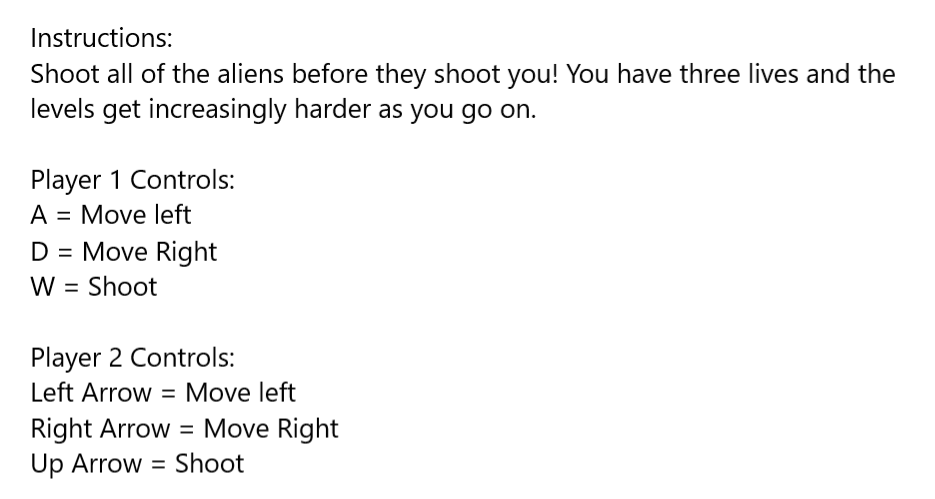 Instructions:
Shoot all of the aliens before they shoot you! You have three lives and the
levels get increasingly harder as you go on.
Player 1 Controls:
A = Move left
D = Move Right
W = Shoot
Player 2 Controls:
Left Arrow = Move left
Right Arrow = Move Right
Up Arrow = Shoot